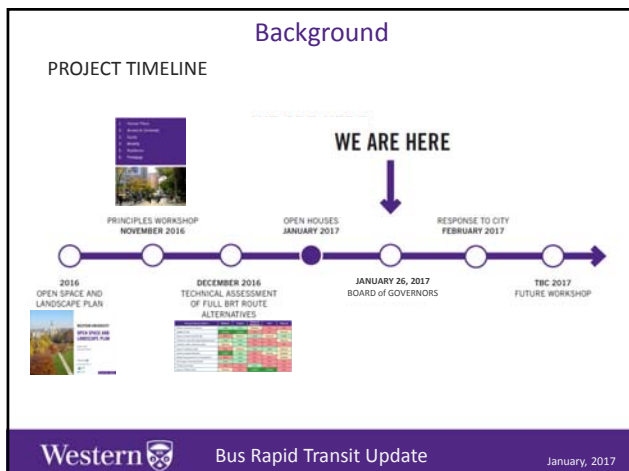 Background
PROJECT TIMELINE
WE ARE HERE
PRINCIPLES WORKSHOP
NOVEMBER 2016
OPEN HOUSES
JANUARY 2017
RESPONSE TO CITY
FEBRUARY 2017
2016
OPEN SPACE AND
LANDSCAPE PLAN
DECEMBER 2016
TECHNICAL ASSESSMENT
OF FULL BRT ROUTE
ALTERNATIVES
JANUARY 26, 2017
BOARD of GOVERNORS
TBC 2017
FUTURE WORKSHOP
WESTERN UNIVERSITY
OPEN SPACE AND
LANDSCAPE PLAN
Western
Bus Rapid Transit Update
January, 2017